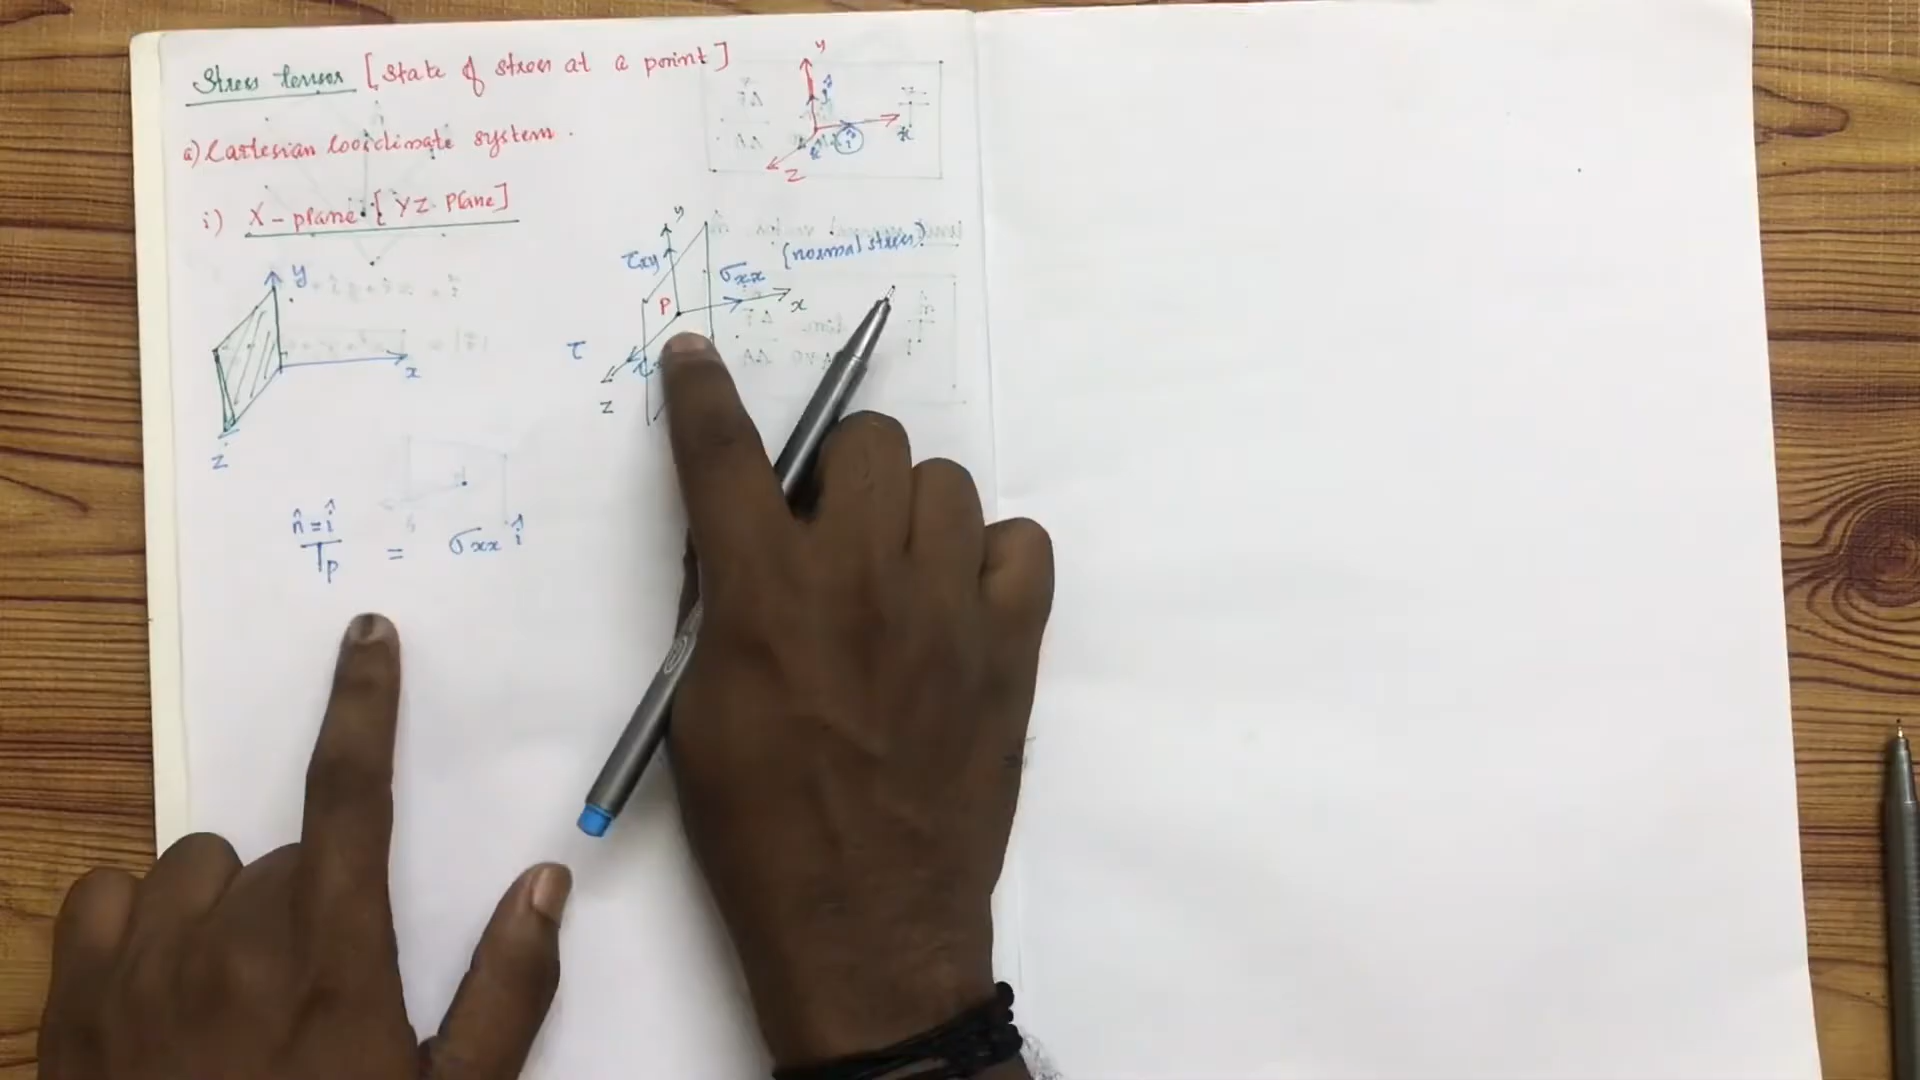 Stress tensor [State of stress at a point]
a) Cartesian Coordinate system.
i) X-plane [YZ Plane]
y
x
z
y
ĵ
î
k
x
z
y
τxy
σxx
[normal stress]
P
x
τ
z
n̂ = î
Tp = σxx î